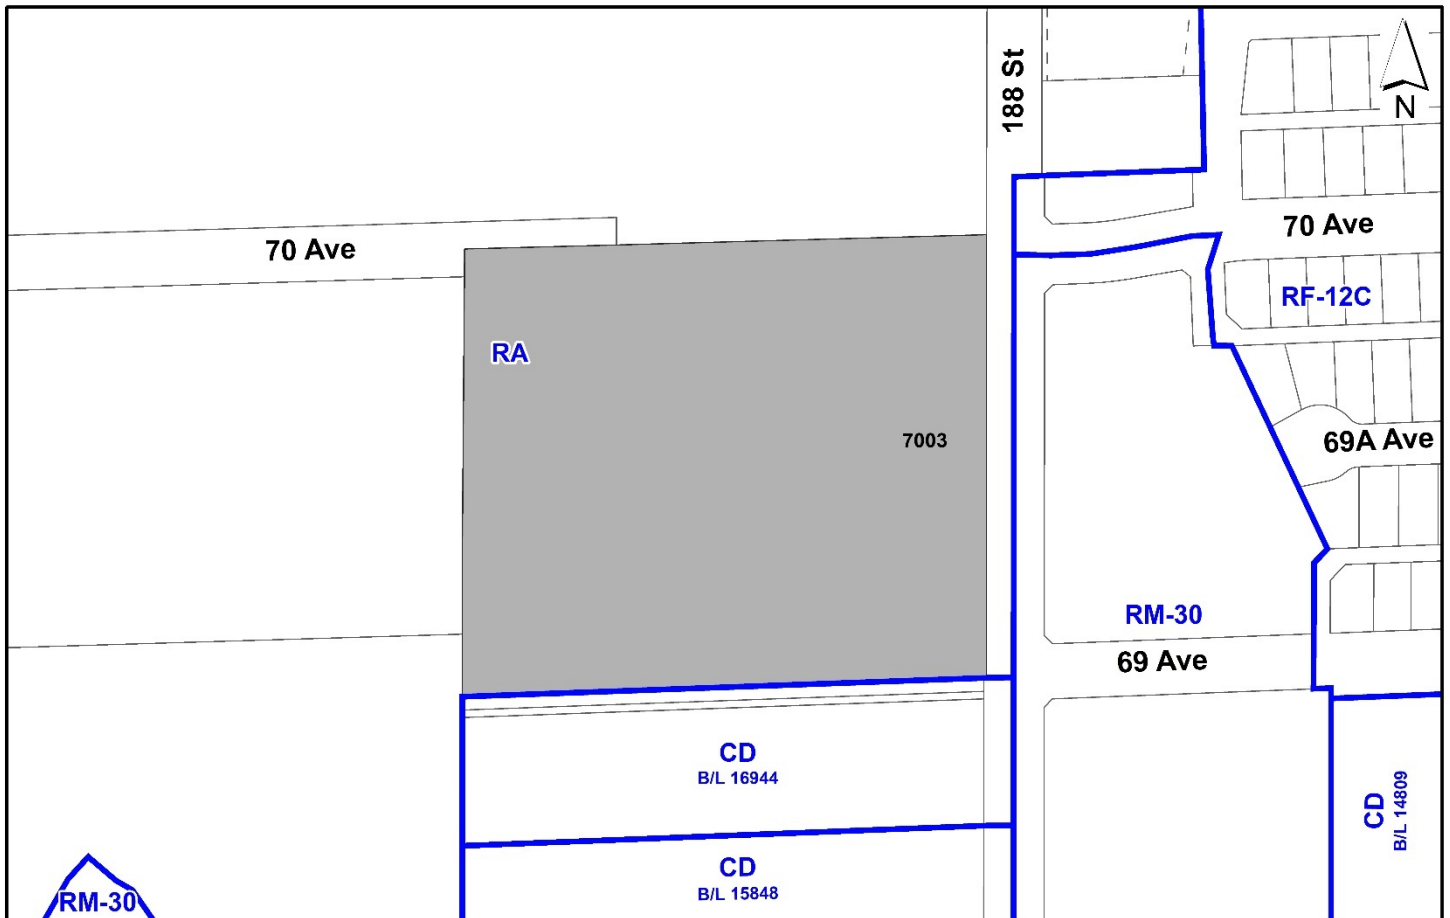 188 St
N
70 Ave
70 Ave
RF-12C
RA
7003
69A Ave
RM-30
69 Ave
CD
B/L 16944
CD
B/L 14809
CD
B/L 15848
RM-30